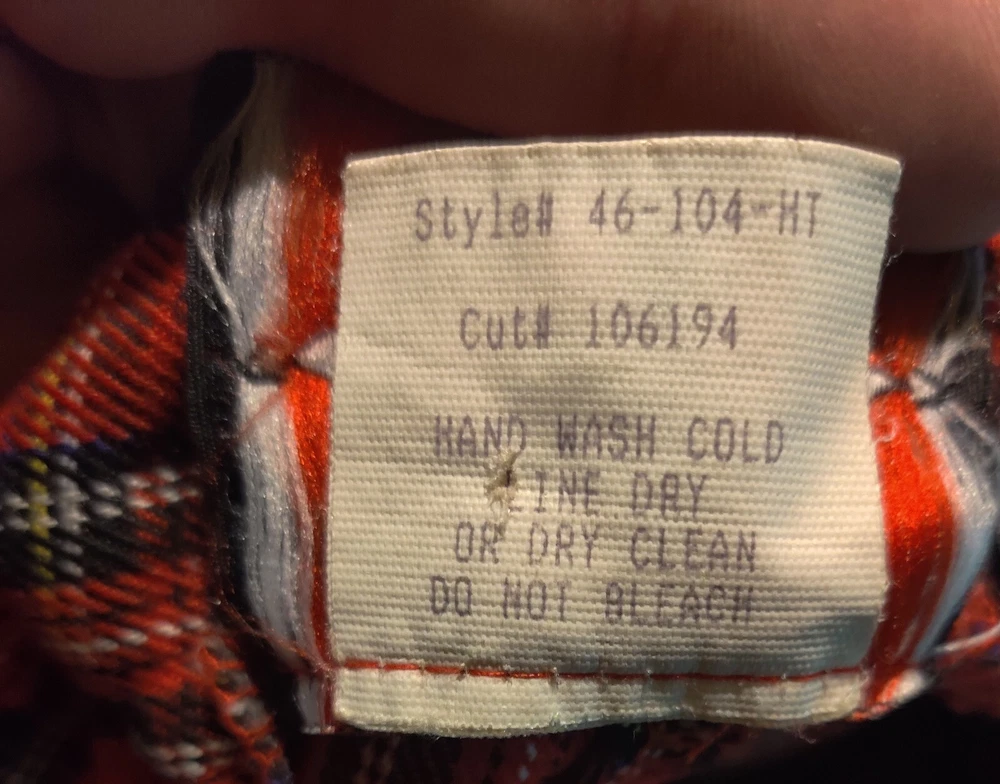 Style# 46-104-HT
Cut# 106194
HAND WASH COLD
LINE DRY
OR DRY CLEAN
DO NOT BLEACH